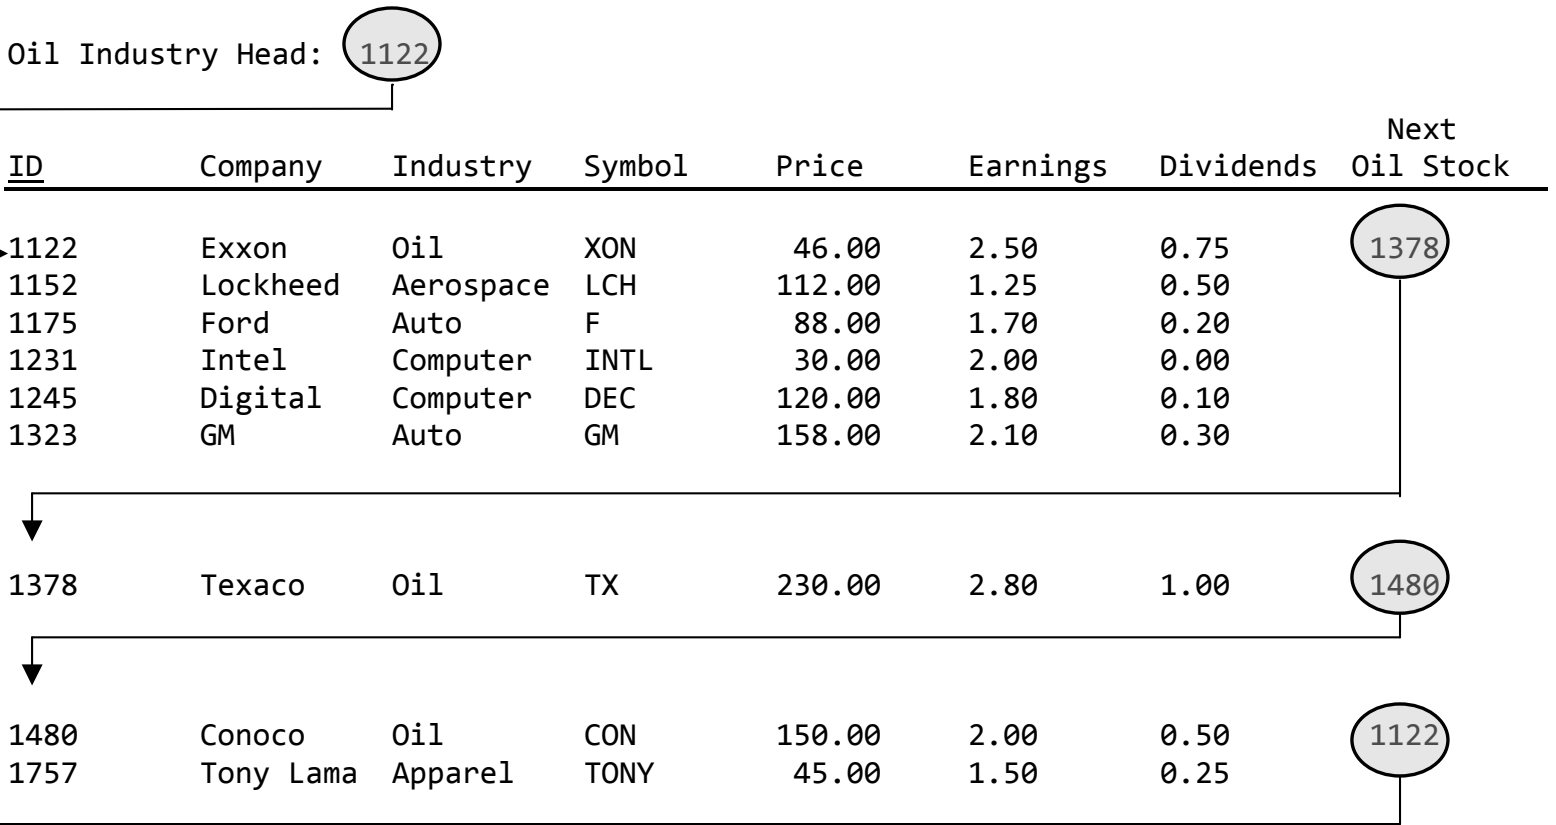 Oil Industry Head: 1122
Next
ID Company Industry Symbol Price Earnings Dividends Oil Stock
1122 Exxon Oil XON 46.00 2.50 0.75 1378
1152 Lockheed Aerospace LCH 112.00 1.25 0.50
1175 Ford Auto F 88.00 1.70 0.20
1231 Intel Computer INTL 30.00 2.00 0.00
1245 Digital Computer DEC 120.00 1.80 0.10
1323 GM Auto GM 158.00 2.10 0.30
1378 Texaco Oil TX 230.00 2.80 1.00 1480
1480 Conoco Oil CON 150.00 2.00 0.50 1122
1757 Tony Lama Apparel TONY 45.00 1.50 0.25